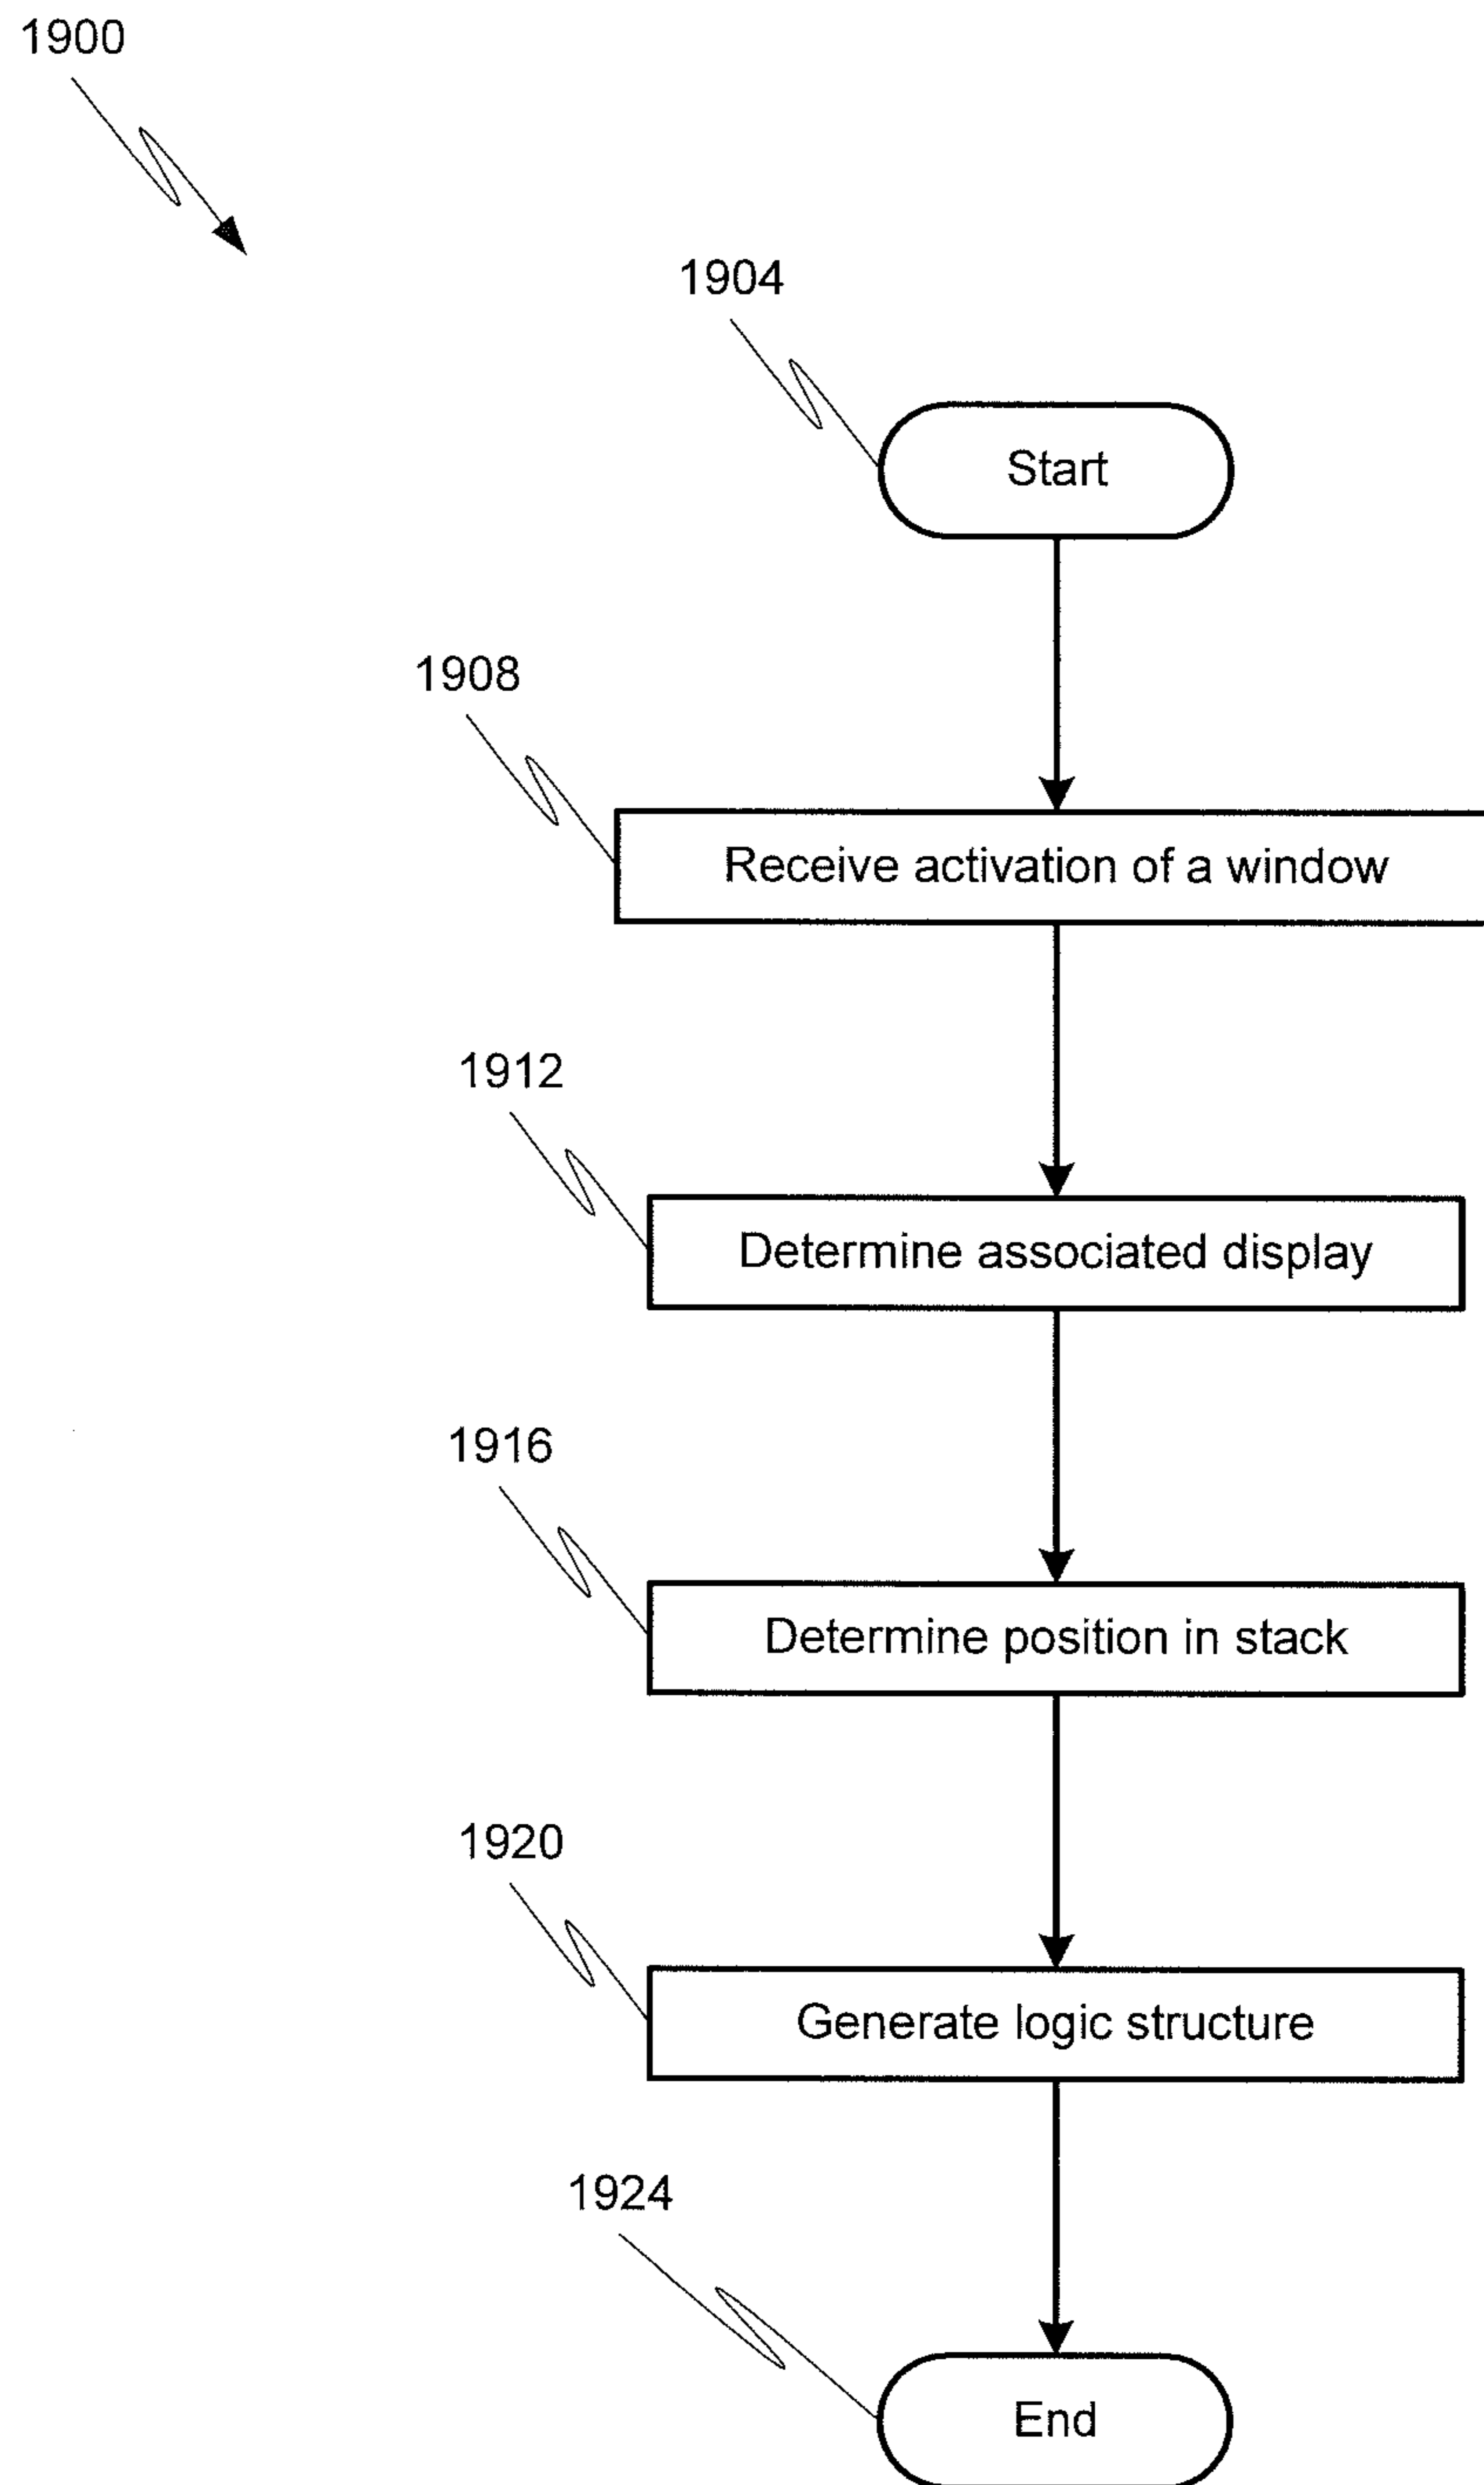 1900
1904
Start
1908
Receive activation of a window
1912
Determine associated display
1916
Determine position in stack
1920
Generate logic structure
1924
End